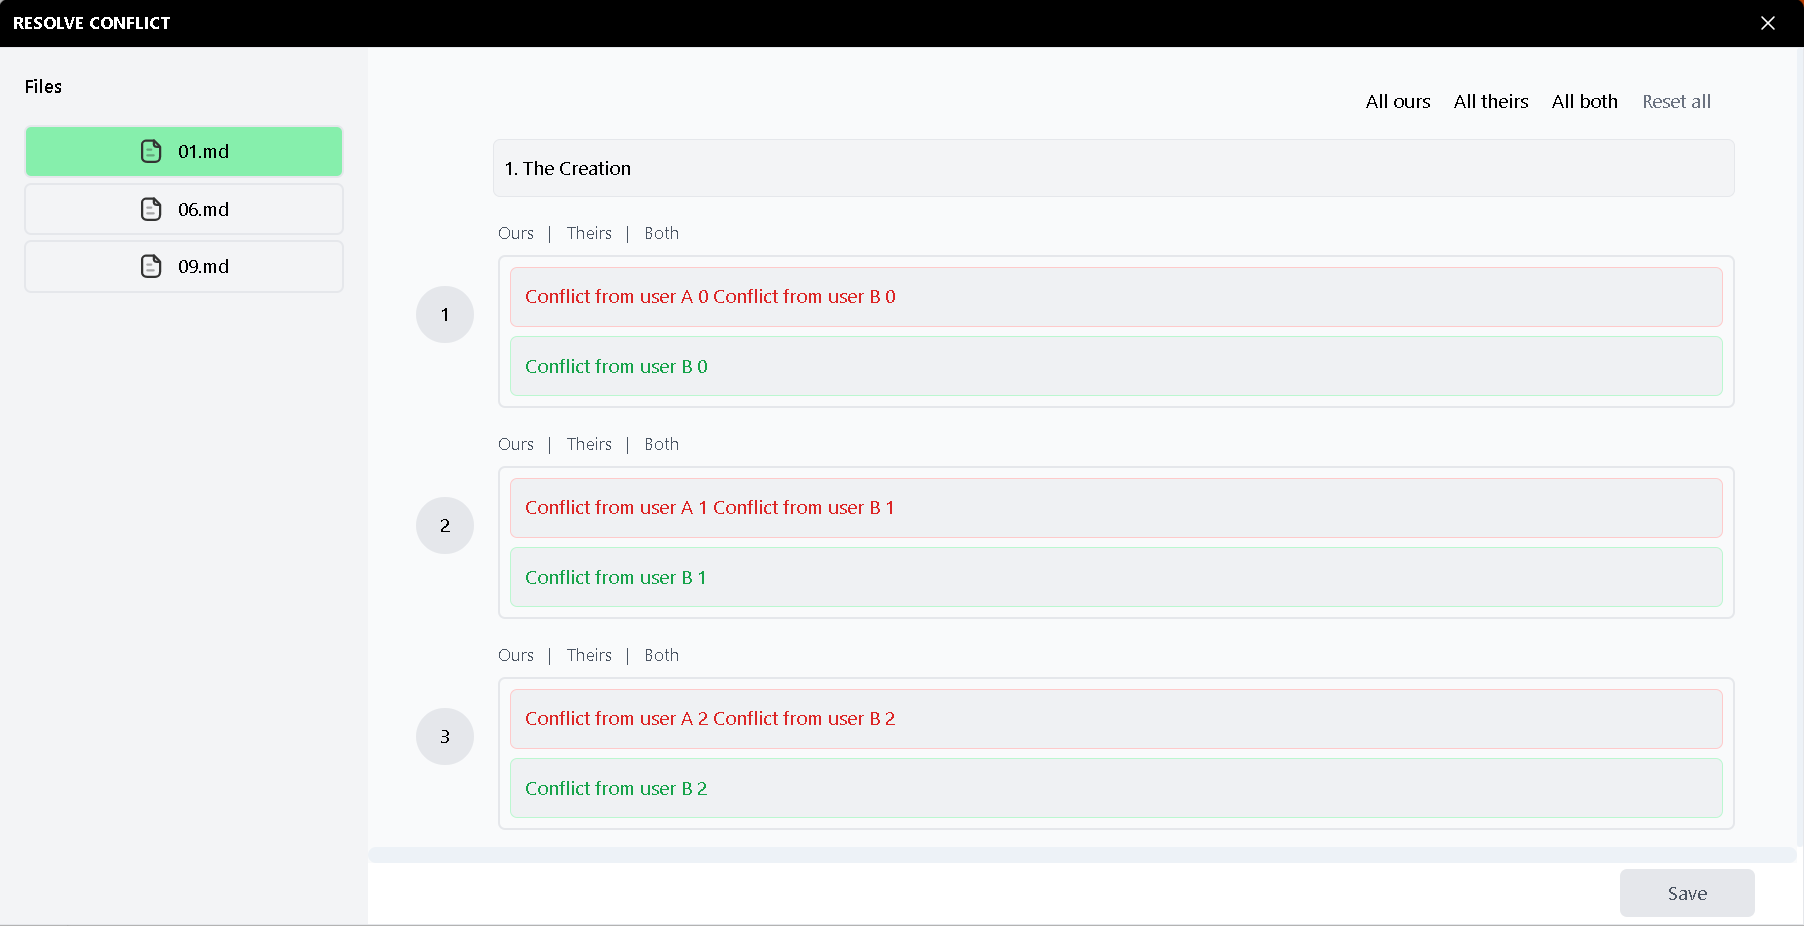 RESOLVE CONFLICT
Files
01.md
06.md
09.md
All ours All theirs All both Reset all
1. The Creation
Ours | Theirs | Both
1
Conflict from user A 0 Conflict from user B 0
Conflict from user B 0
Ours | Theirs | Both
2
Conflict from user A 1 Conflict from user B 1
Conflict from user B 1
Ours | Theirs | Both
3
Conflict from user A 2 Conflict from user B 2
Conflict from user B 2
Save